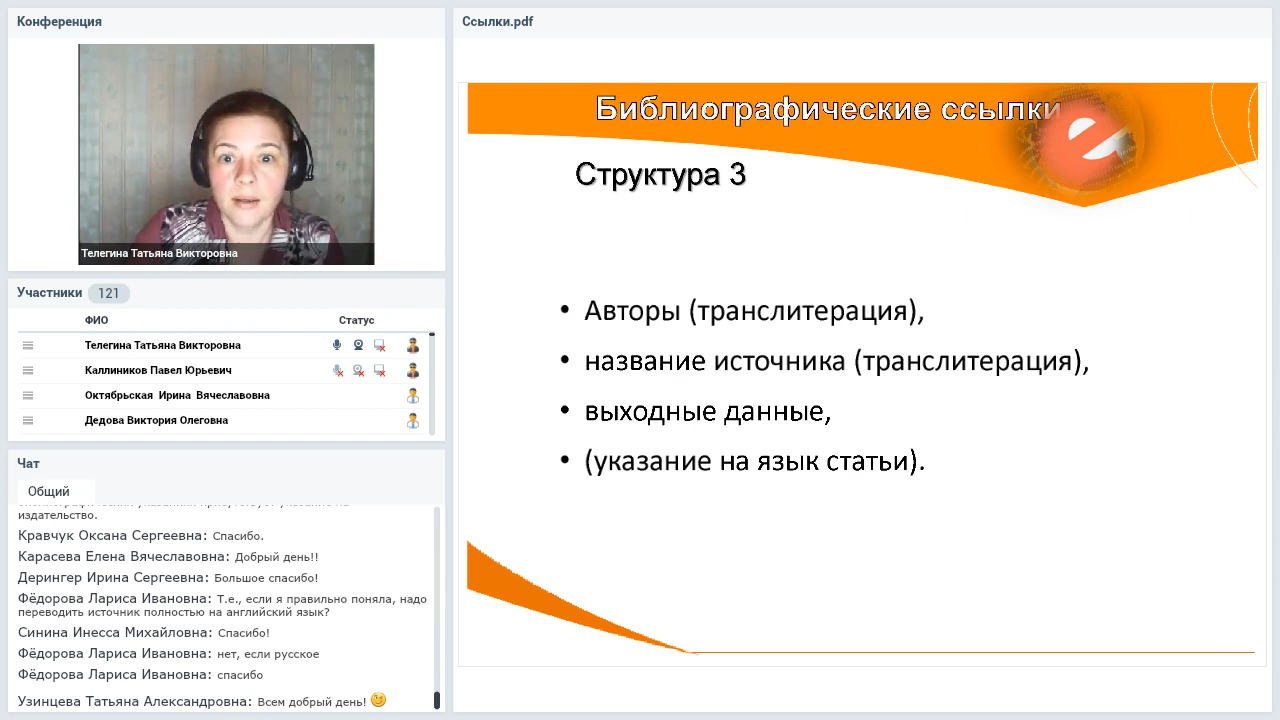 Конференция
Телегина Татьяна Викторовна
Участники 121
ФИО Статус
Телегина Татьяна Викторовна
Каллиников Павел Юрьевич
Октябрьская Ирина Вячеславовна
Дедова Виктория Олеговна
Чат
Общий
издательство.
Кравчук Оксана Сергеевна: Спасибо.
Карасева Елена Вячеславовна: Добрый день!!
Дерингер Ирина Сергеевна: Большое спасибо!
Фёдорова Лариса Ивановна: Т.е., если я правильно поняла, надо
переводить источник полностью на английский язык?
Синина Инесса Михайловна: Спасибо!
Фёдорова Лариса Ивановна: нет, если русское
Фёдорова Лариса Ивановна: спасибо
Узинцева Татьяна Александровна: Всем добрый день!
Ссылки.pdf
Библиографические ссылки
Структура 3
• Авторы (транслитерация),
• название источника (транслитерация),
• выходные данные,
• (указание на язык статьи).